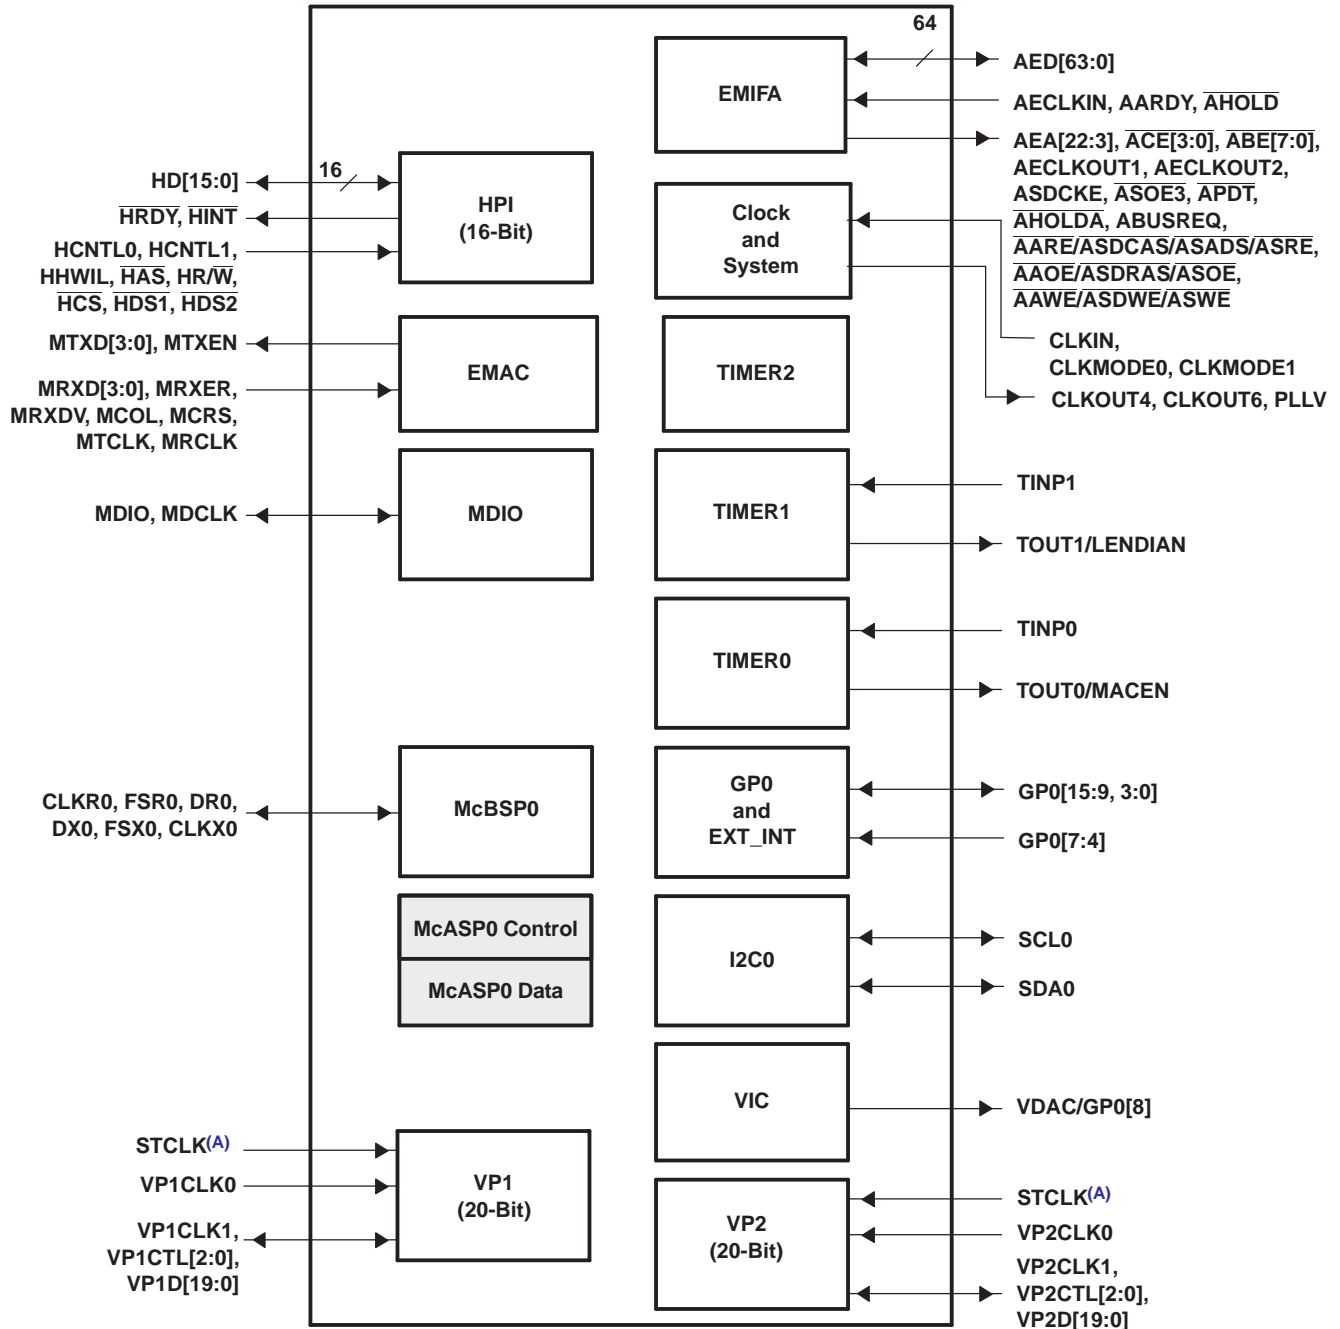 64
EMIFA
AED[63:0]
AECLKIN, AARDY, AHOLD
AEA[22:3], ACE[3:0], ABE[7:0],
AECLKOUT1, AECLKOUT2,
ASDCKE, ASOE3, APDT,
AHOLDA, ABUSREQ,
AARE/ASDCAS/ASADS/ASRE,
AAOE/ASDRAS/ASOE,
AAWE/ASDWE/ASWE
HD[15:0]
16
HRDY, HINT
HCNTL0, HCNTL1,
HHWIL, HAS, HR/W,
HCS, HDS1, HDS2
HPI
(16-Bit)
Clock
and
System
CLKIN,
CLKMODE0, CLKMODE1
CLKOUT4, CLKOUT6, PLLV
MTXD[3:0], MTXEN
MRXD[3:0], MRXER,
MRXDV, MCOL, MCRS,
MTCLK, MRCLK
EMAC
TIMER2
MDIO, MDCLK
MDIO
TIMER1
TINP1
TOUT1/LENDIAN
TIMER0
TINP0
TOUT0/MACEN
CLKR0, FSR0, DR0,
DX0, FSX0, CLKX0
McBSP0
GP0
and
EXT_INT
GP0[15:9, 3:0]
GP0[7:4]
McASP0 Control
McASP0 Data
I2C0
SCL0
SDA0
VIC
VDAC/GP0[8]
STCLK(A)
VP1CLK0
VP1CLK1,
VP1CTL[2:0],
VP1D[19:0]
VP1
(20-Bit)
VP2
(20-Bit)
STCLK(A)
VP2CLK0
VP2CLK1,
VP2CTL[2:0],
VP2D[19:0]